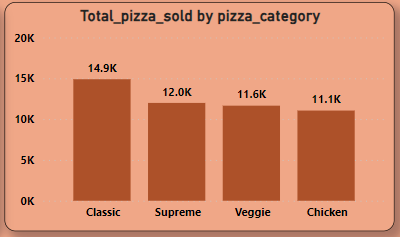 Total_pizza_sold by pizza_category
20K
15K
10K
5K
0K
14.9K
12.0K
11.6K
11.1K
Classic Supreme Veggie Chicken